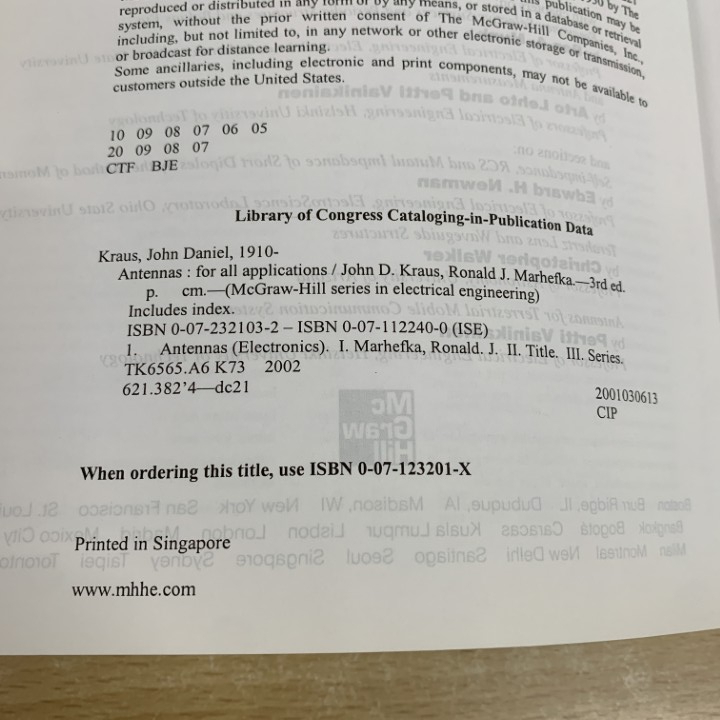 1950 by The
publication may be
reproduced or distributed in any form or by any means, or stored in a database or retrieval
system, without the prior written consent of The McGraw-Hill Companies, Inc.,
including, but not limited to, in any network or other electronic storage or transmission,
or broadcast for distance learning.
Some ancillaries, including electronic and print components, may not be available to
customers outside the United States.
10 09 08 07 06 05
20 09 08 07
CTF BJE
Library of Congress Cataloging-in-Publication Data
Kraus, John Daniel, 1910-
Antennas : for all applications / John D. Kraus, Ronald J. Marhefka.—3rd ed.
p. cm.—(McGraw-Hill series in electrical engineering)
Includes index.
ISBN 0-07-232103-2 – ISBN 0-07-112240-0 (ISE)
1. Antennas (Electronics). I. Marhefka, Ronald. J. II. Title. III. Series.
TK6565.A6 K73 2002
621.382'4—dc21
2001030613
CIP
When ordering this title, use ISBN 0-07-123201-X
Printed in Singapore
www.mhhe.com